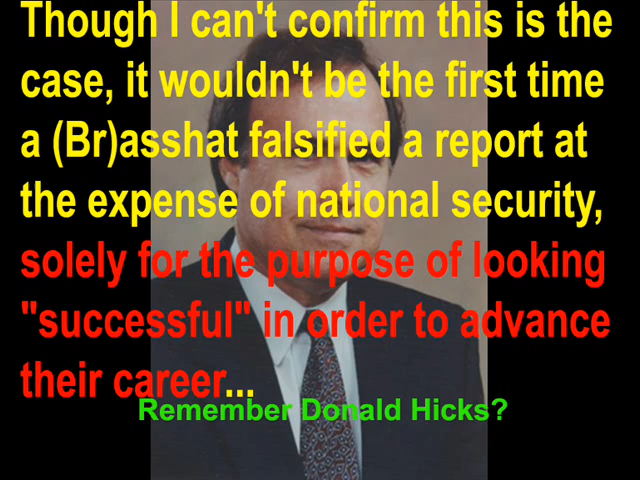 Though I can't confirm this is the
case, it wouldn't be the first time
a (Br)asshat falsified a report at
the expense of national security,
solely for the purpose of looking
"successful" in order to advance
their career...
Remember Donald Hicks?